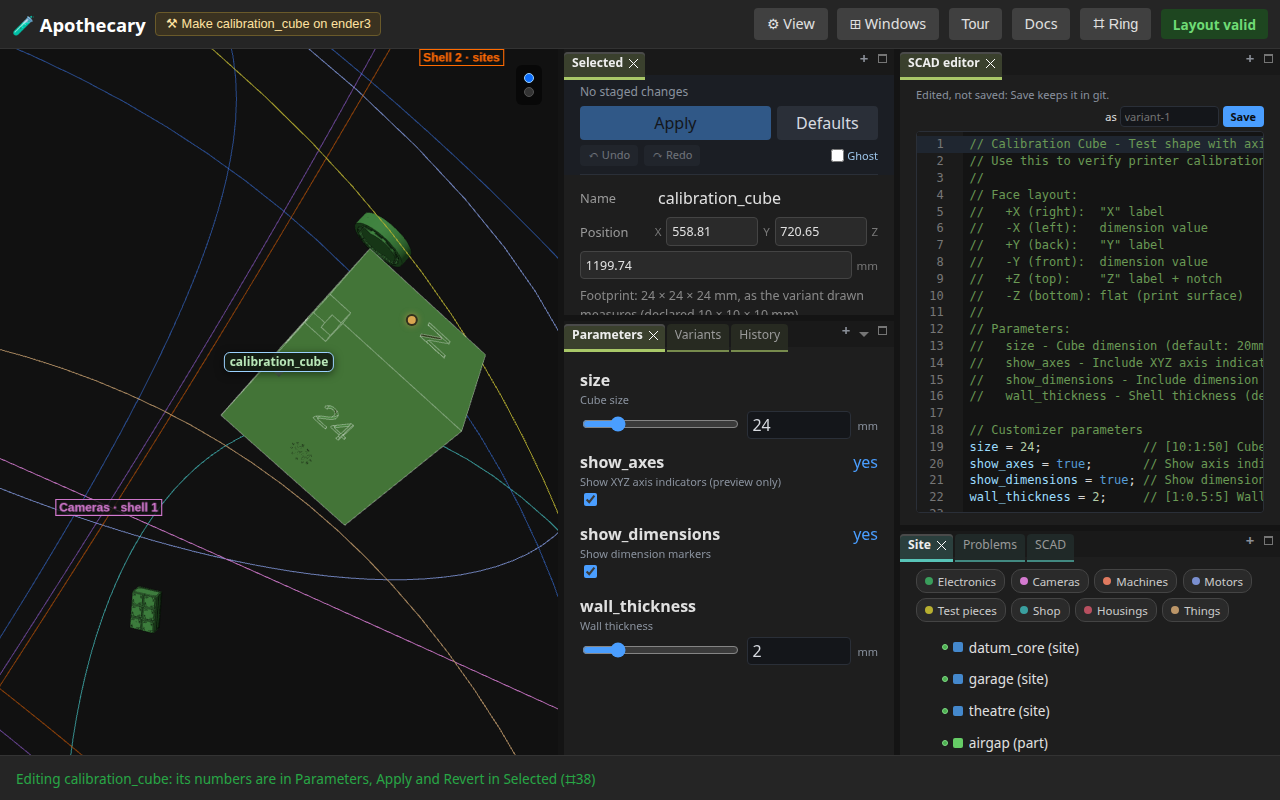 🧪 Apothecary
⚒ Make calibration_cube on ender3
⚙ View
⊞ Windows
Tour
Docs
⌗ Ring
Layout valid
Shell 2 · sites
calibration_cube
24
Z
Cameras · shell 1
Selected
No staged changes
Apply
Defaults
↶ Undo
↷ Redo
Ghost
Name calibration_cube
Position X 558.81 Y 720.65 Z
1199.74 mm
Footprint: 24 × 24 × 24 mm, as the variant drawn
measures (declared 10 × 10 × 10 mm)
Parameters
Variants
History
size
Cube size
24 mm
show_axes yes
Show XYZ axis indicators (preview only)
show_dimensions yes
Show dimension markers
wall_thickness
Wall thickness
2 mm
SCAD editor
Edited, not saved: Save keeps it in git.
as variant-1 Save
1 // Calibration Cube - Test shape with axi
2 // Use this to verify printer calibration
3 //
4 // Face layout:
5 //   +X (right):  "X" label
6 //   -X (left):   dimension value
7 //   +Y (back):   "Y" label
8 //   -Y (front):  dimension value
9 //   +Z (top):    "Z" label + notch
10 //   -Z (bottom): flat (print surface)
11 //
12 // Parameters:
13 //   size - Cube dimension (default: 20mm
14 //   show_axes - Include XYZ axis indicat
15 //   show_dimensions - Include dimension
16 //   wall_thickness - Shell thickness (de
17
18 // Customizer parameters
19 size = 24;             // [10:1:50] Cube
20 show_axes = true;      // Show axis indi
21 show_dimensions = true; // Show dimension
22 wall_thickness = 2;    // [1:0.5:5] Wall
Site
Problems
SCAD
Electronics
Cameras
Machines
Motors
Test pieces
Shop
Housings
Things
datum_core (site)
garage (site)
theatre (site)
airgap (part)
Editing calibration_cube: its numbers are in Parameters, Apply and Revert in Selected (⌗38)